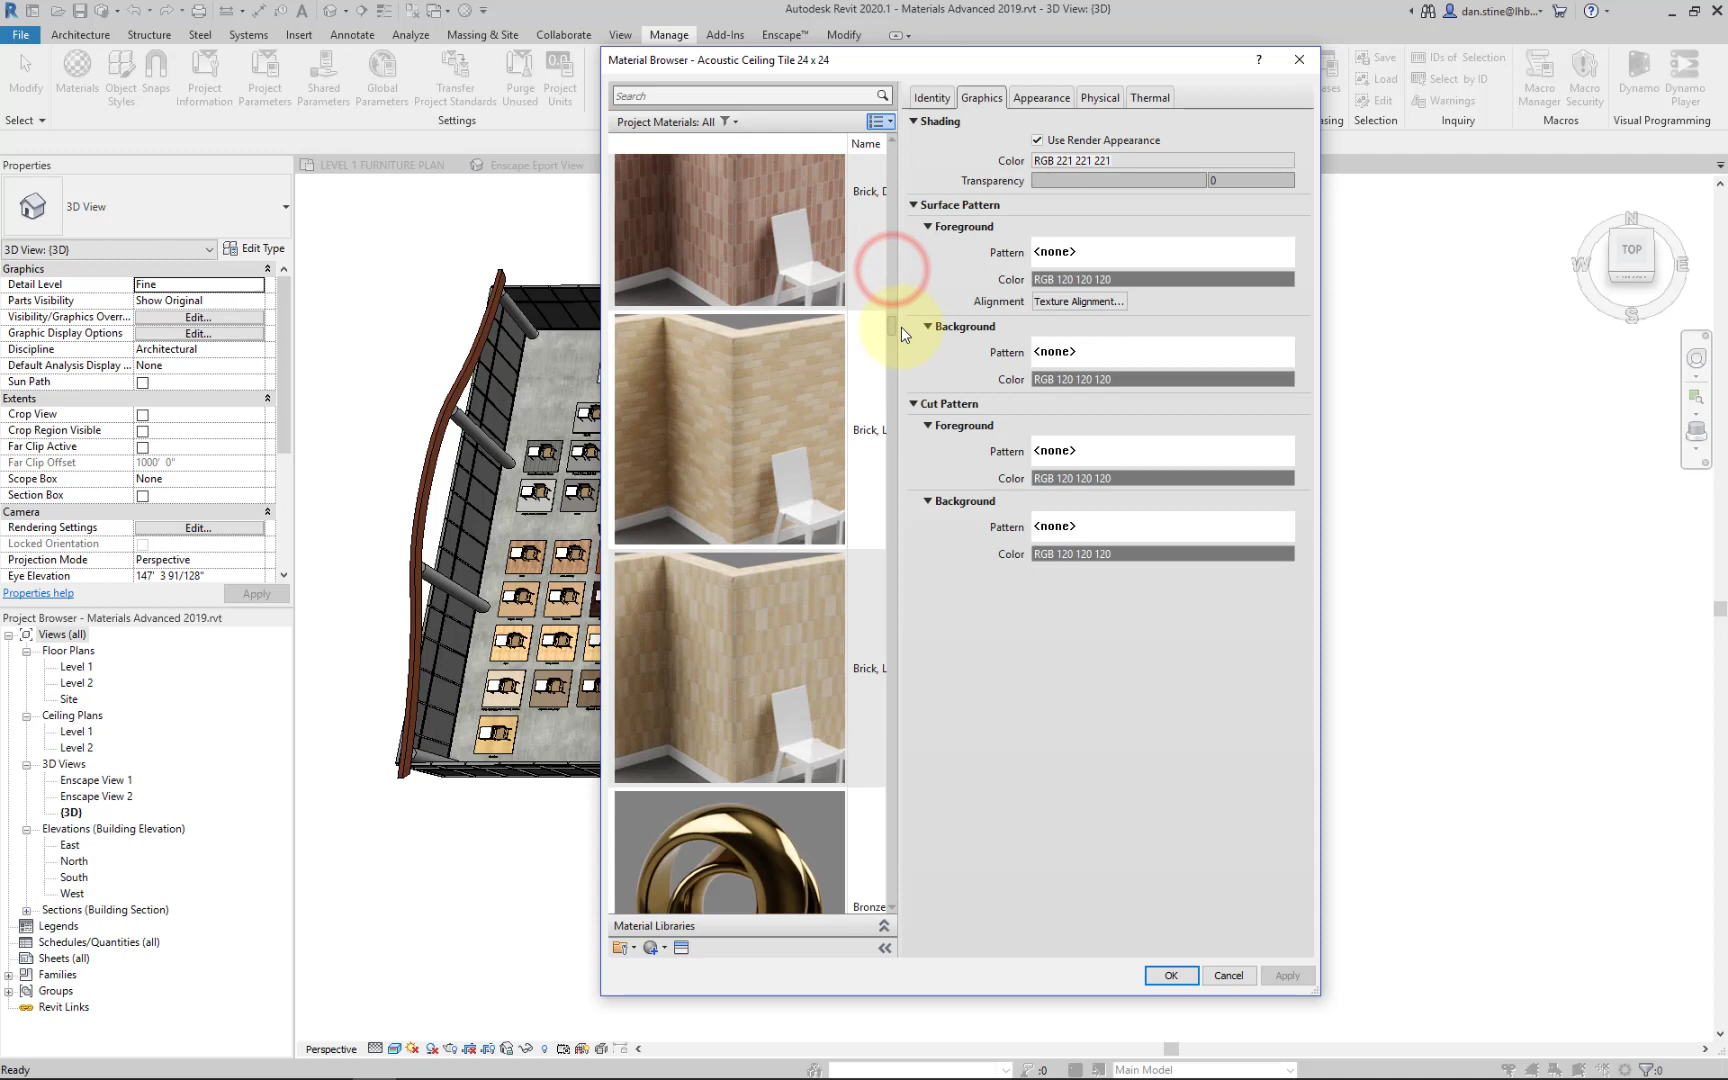 Autodesk Revit 2020.1 - Materials Advanced 2019.rvt - 3D View: {3D}
dan.stine@lhb...
File Architecture Structure Steel Systems Insert Annotate Analyze Massing & Site Collaborate View Manage Add-Ins Enscape™ Modify
Modify
Materials
Object Styles
Snaps
Project Information
Project Parameters
Shared Parameters
Global Parameters
Transfer Project Standards
Purge Unused
Project Units
Save
Load
Edit
IDs of Selection
Select by ID
Warnings
Macro Manager
Macro Security
Dynamo
Dynamo Player
Select
Settings
Selection
Inquiry
Macros
Visual Programming
Properties
LEVEL 1 FURNITURE PLAN
Enscape Eport View
3D View
3D View: {3D}
Edit Type
Graphics
Detail Level Fine
Parts Visibility Show Original
Visibility/Graphics Overr... Edit...
Graphic Display Options Edit...
Discipline Architectural
Default Analysis Display ... None
Sun Path
Extents
Crop View
Crop Region Visible
Far Clip Active
Far Clip Offset 1000' 0"
Scope Box None
Section Box
Camera
Rendering Settings Edit...
Locked Orientation
Projection Mode Perspective
Eye Elevation 147' 3 91/128"
Properties help
Apply
Project Browser - Materials Advanced 2019.rvt
Views (all)
Floor Plans
Level 1
Level 2
Site
Ceiling Plans
Level 1
Level 2
3D Views
Enscape View 1
Enscape View 2
{3D}
Elevations (Building Elevation)
East
North
South
West
Sections (Building Section)
Legends
Schedules/Quantities (all)
Sheets (all)
Families
Groups
Revit Links
Material Browser - Acoustic Ceiling Tile 24 x 24
Search
Project Materials: All
Name
Brick, D
Brick, L
Brick, L
Bronze
Material Libraries
Identity Graphics Appearance Physical Thermal
Shading
Use Render Appearance
Color RGB 221 221 221
Transparency 0
Surface Pattern
Foreground
Pattern <none>
Color RGB 120 120 120
Alignment Texture Alignment...
Background
Pattern <none>
Color RGB 120 120 120
Cut Pattern
Foreground
Pattern <none>
Color RGB 120 120 120
Background
Pattern <none>
Color RGB 120 120 120
OK Cancel Apply
N
W
E
S
TOP
Perspective
Ready
:0
Main Model
:0